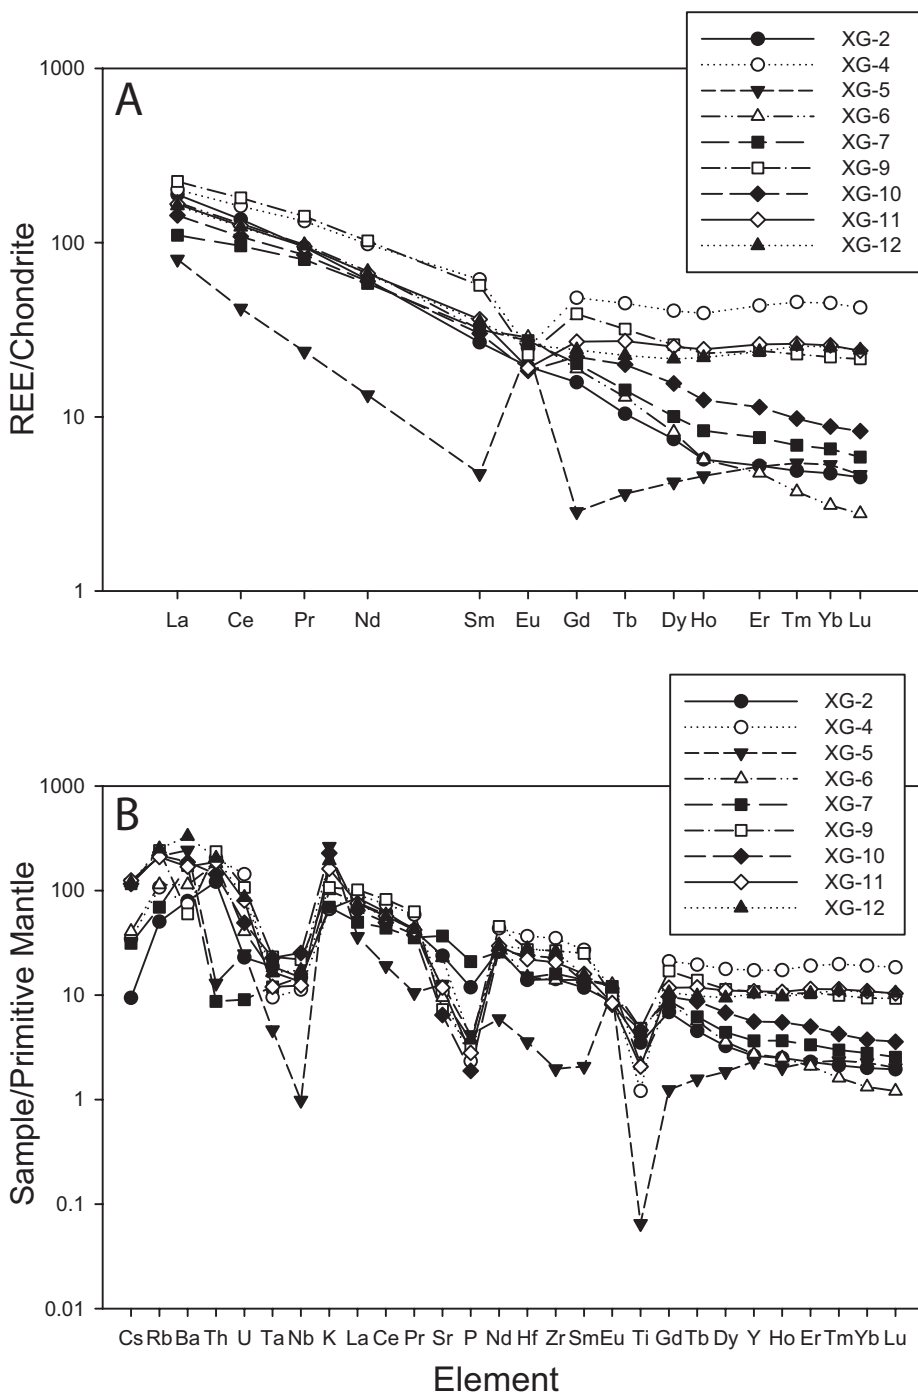 XG-2
XG-4
XG-5
XG-6
XG-7
XG-9
XG-10
XG-11
XG-12
A
REE/Chondrite
1000
100
10
1
La Ce Pr Nd Sm Eu Gd Tb Dy Ho Er Tm Yb Lu
XG-2
XG-4
XG-5
XG-6
XG-7
XG-9
XG-10
XG-11
XG-12
B
Sample/Primitive Mantle
1000
100
10
1
0.1
0.01
Cs Rb Ba Th U Ta Nb K La Ce Pr Sr P Nd Hf Zr Sm Eu Ti Gd Tb Dy Y Ho Er Tm Yb Lu
Element